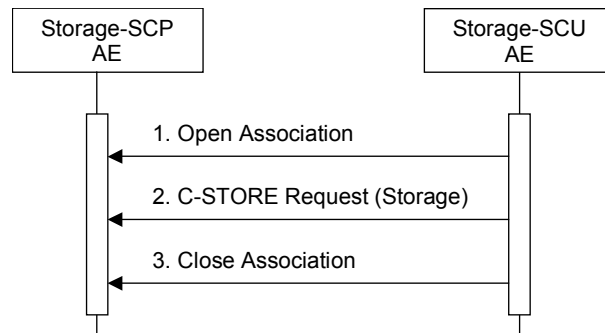 Storage-SCP
AE
Storage-SCU
AE
1. Open Association
2. C-STORE Request (Storage)
3. Close Association